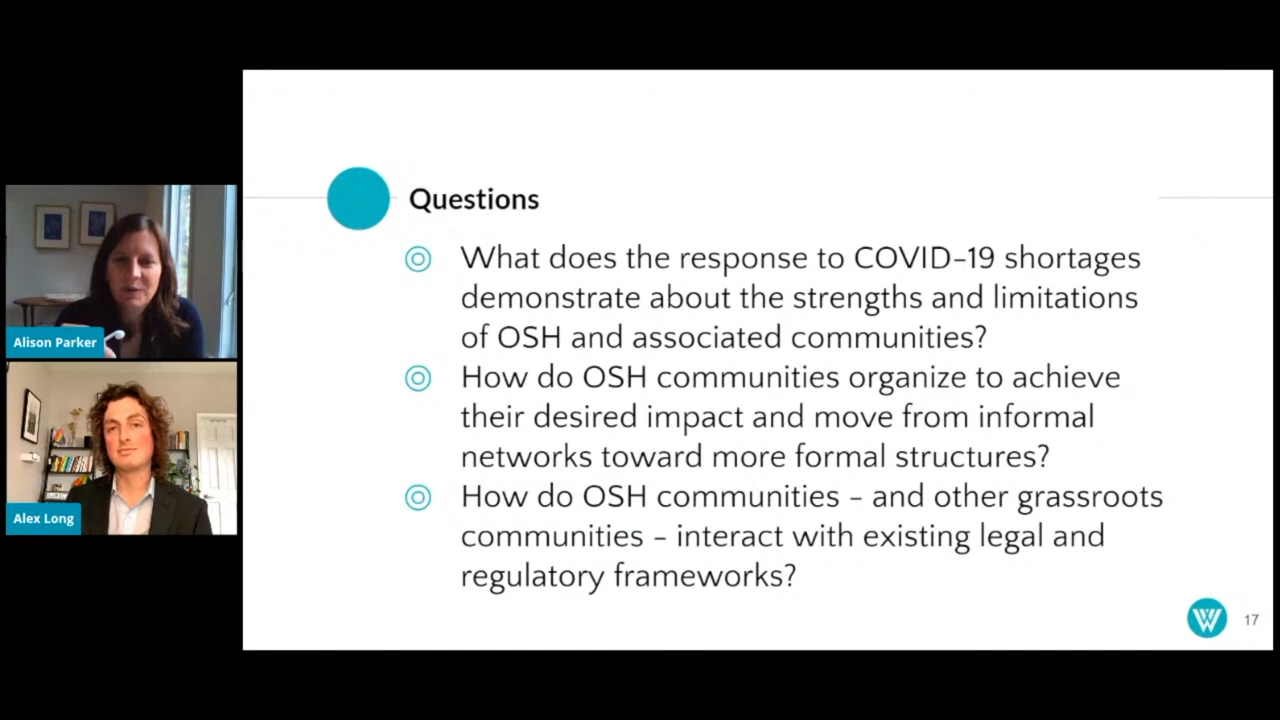 Questions
What does the response to COVID-19 shortages
demonstrate about the strengths and limitations
of OSH and associated communities?
How do OSH communities organize to achieve
their desired impact and move from informal
networks toward more formal structures?
How do OSH communities – and other grassroots
communities – interact with existing legal and
regulatory frameworks?
W
17
Alison Parker
Alex Long